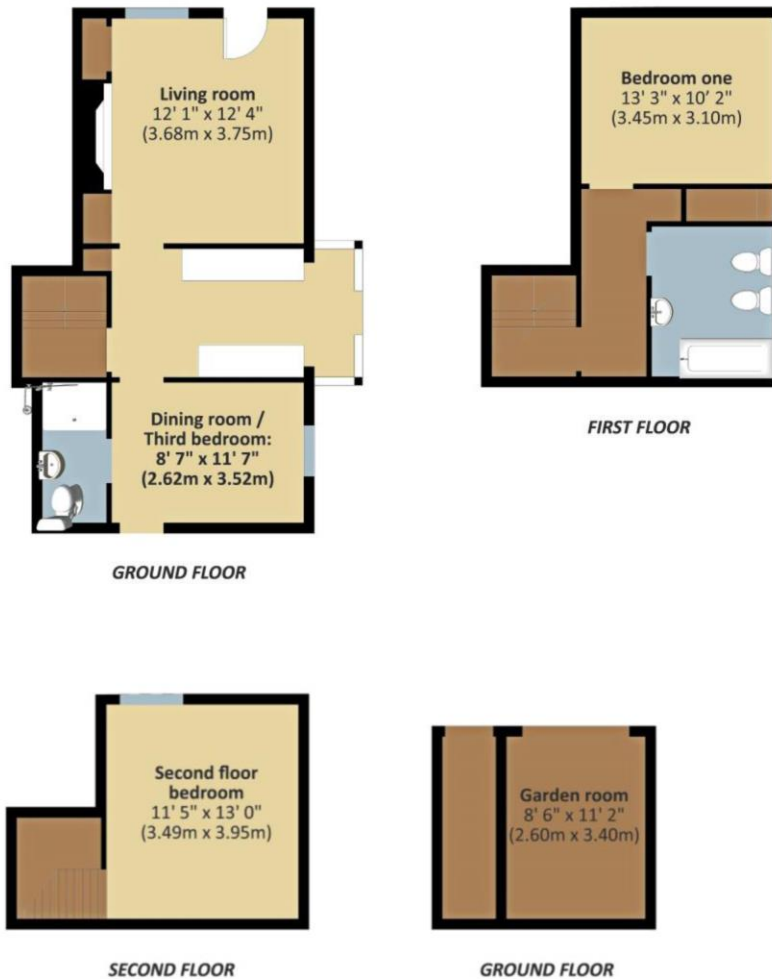 Living room
12' 1" x 12' 4"
(3.68m x 3.75m)
Bedroom one
13' 3" x 10' 2"
(3.45m x 3.10m)
Dining room /
Third bedroom:
8' 7" x 11' 7"
(2.62m x 3.52m)
FIRST FLOOR
GROUND FLOOR
Second floor
bedroom
11' 5" x 13' 0"
(3.49m x 3.95m)
Garden room
8' 6" x 11' 2"
(2.60m x 3.40m)
SECOND FLOOR
GROUND FLOOR